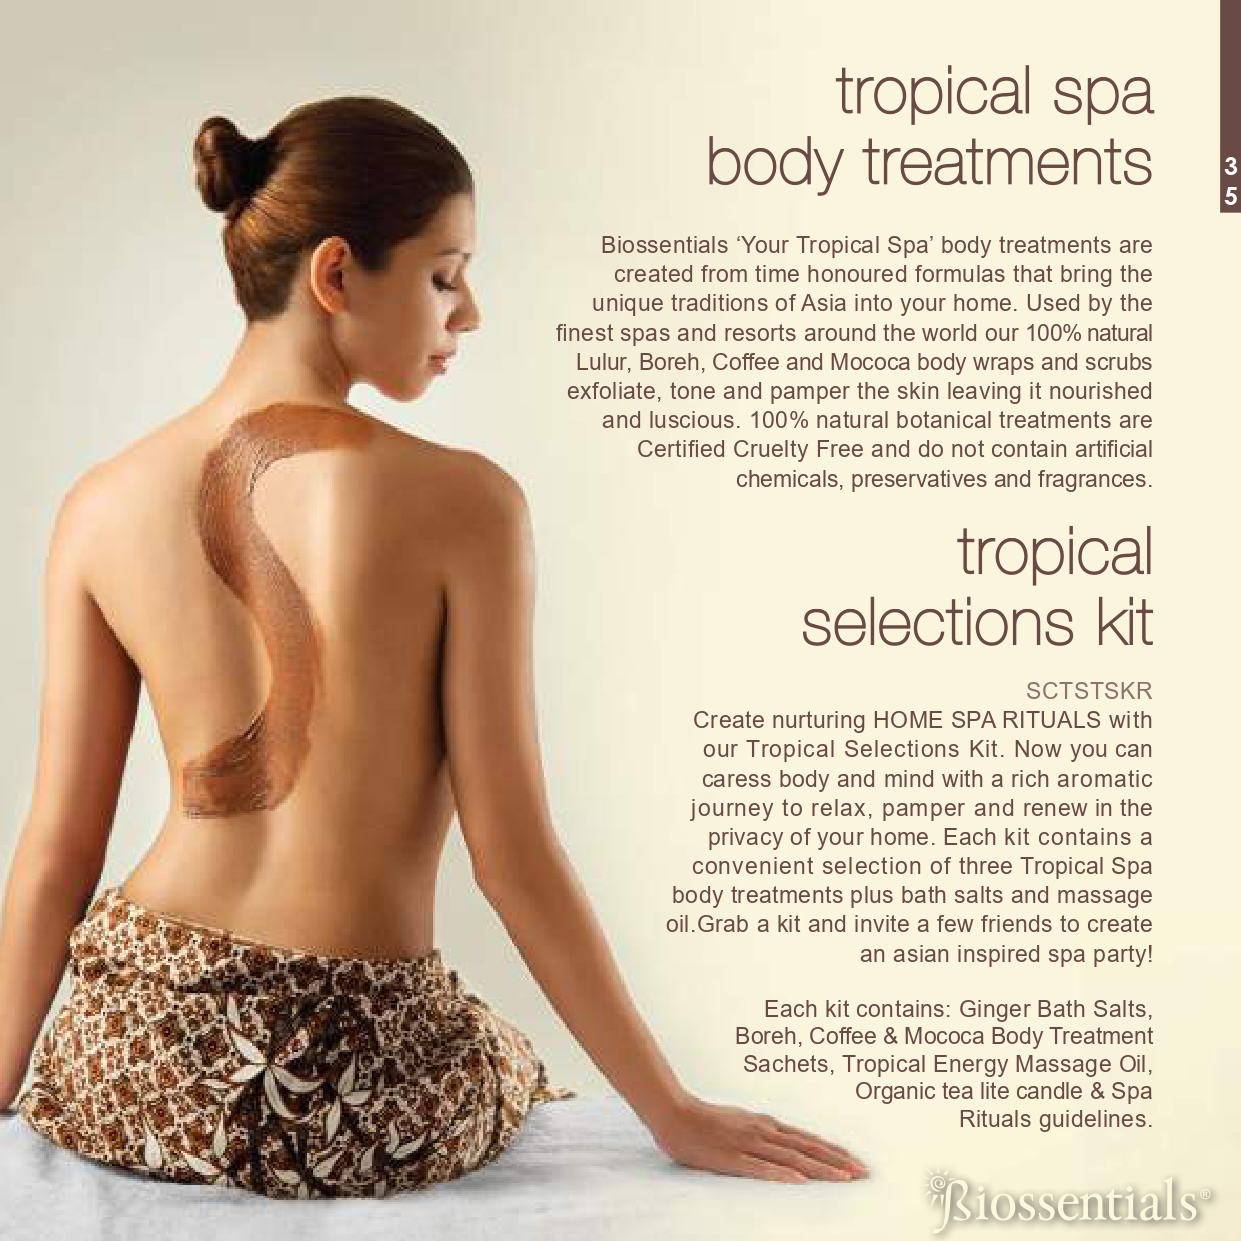 tropical spa
body treatments
3
5
Biossentials ‘Your Tropical Spa’ body treatments are
created from time honoured formulas that bring the
unique traditions of Asia into your home. Used by the
finest spas and resorts around the world our 100% natural
Lulur, Boreh, Coffee and Mococa body wraps and scrubs
exfoliate, tone and pamper the skin leaving it nourished
and luscious. 100% natural botanical treatments are
Certified Cruelty Free and do not contain artificial
chemicals, preservatives and fragrances.
tropical
selections kit
SCTSTSKR
Create nurturing HOME SPA RITUALS with
our Tropical Selections Kit. Now you can
caress body and mind with a rich aromatic
journey to relax, pamper and renew in the
privacy of your home. Each kit contains a
convenient selection of three Tropical Spa
body treatments plus bath salts and massage
oil.Grab a kit and invite a few friends to create
an asian inspired spa party!
Each kit contains: Ginger Bath Salts,
Boreh, Coffee & Mococa Body Treatment
Sachets, Tropical Energy Massage Oil,
Organic tea lite candle & Spa
Rituals guidelines.
Biossentials®